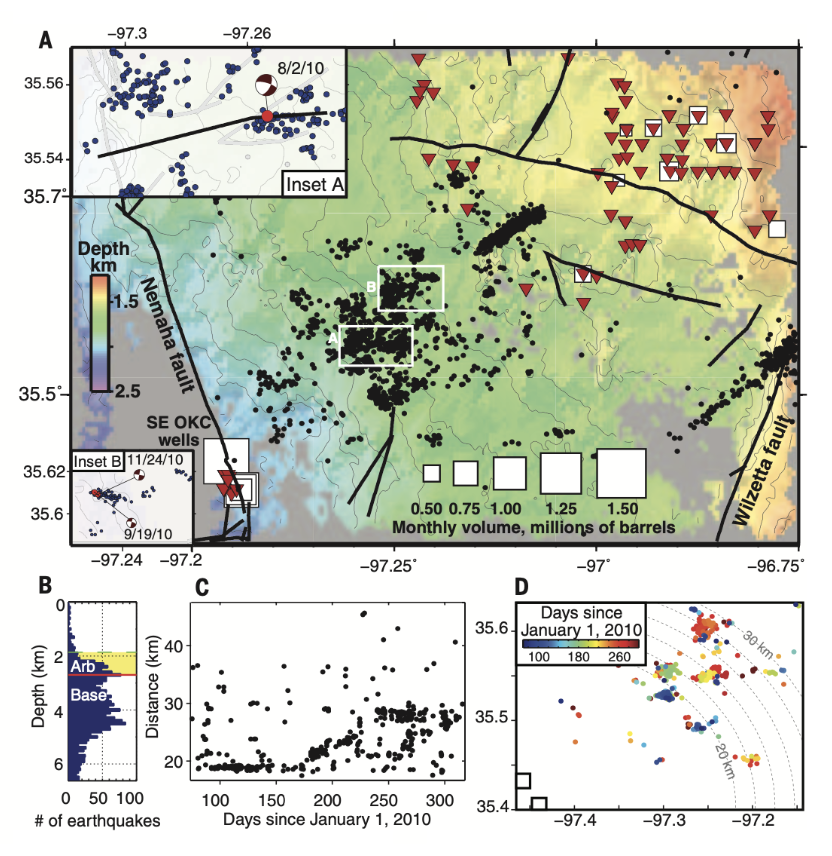 A
−97.3 −97.26
8/2/10
35.56
35.54
35.7°
Inset A
Depth
km
1.5
2.5
Nemaha fault
B
A
35.5°
SE OKC
wells
Inset B
11/24/10
35.62
35.6
9/19/10
0.50 0.75 1.00 1.25 1.50
Monthly volume, millions of barrels
Wilzetta fault
−97.24 −97.2 −97.25° −97° −96.75°
B
0
2
4
6
Depth (km)
Arb
Base
0 50 100
# of earthquakes
C
40
30
20
Distance (km)
100 150 200 250 300
Days since January 1, 2010
D
Days since
January 1, 2010
100 180 260
35.6
35.5
35.4
30 km
20 km
−97.4 −97.3 −97.2